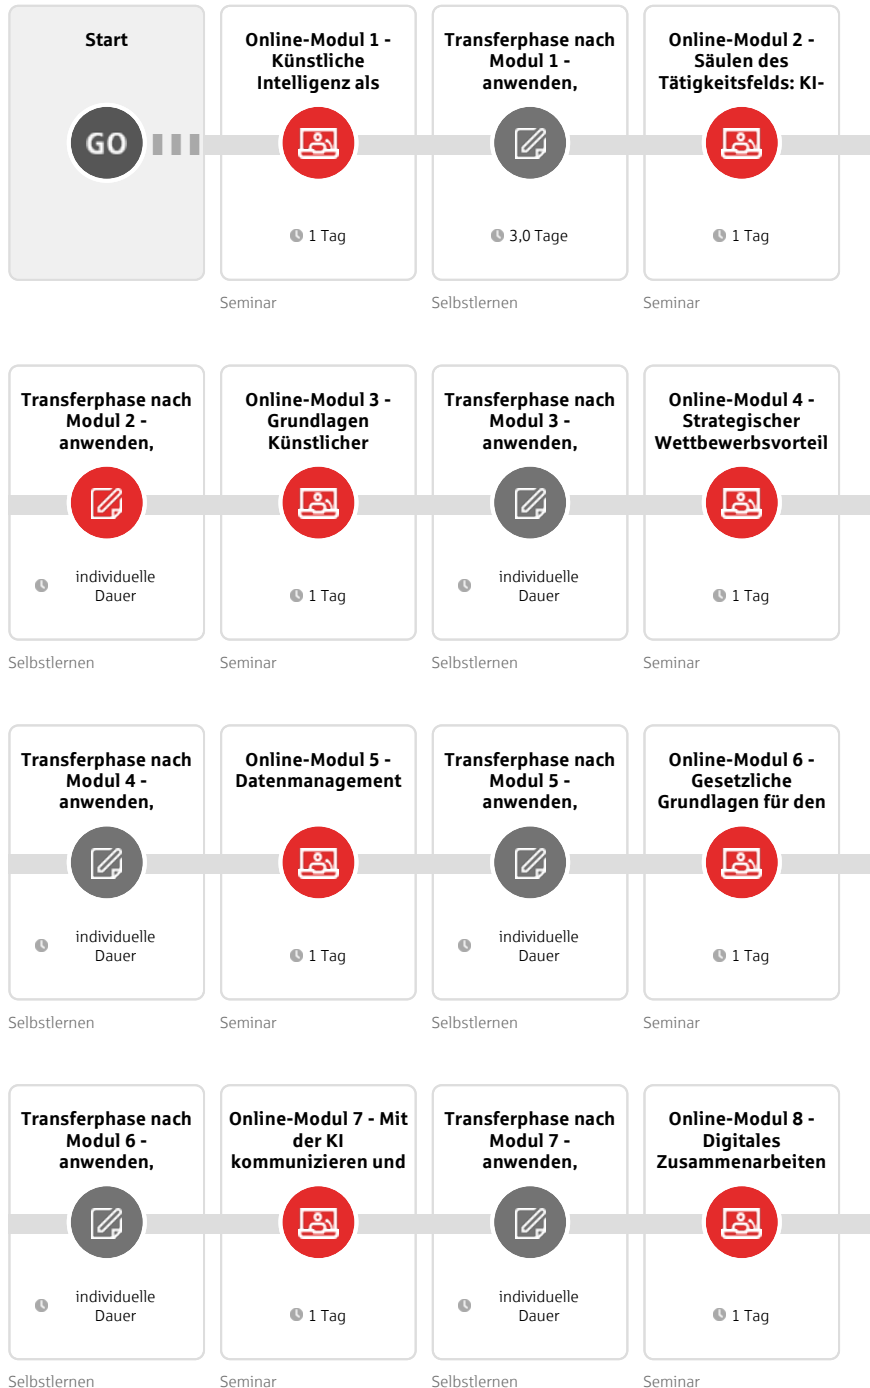 Start
GO
Online-Modul 1 -
Künstliche
Intelligenz als
1 Tag
Seminar
Transferphase nach
Modul 1 -
anwenden,
3,0 Tage
Selbstlernen
Online-Modul 2 -
Säulen des
Tätigkeitsfelds: KI-
1 Tag
Seminar
Transferphase nach
Modul 2 -
anwenden,
individuelle
Dauer
Selbstlernen
Online-Modul 3 -
Grundlagen
Künstlicher
1 Tag
Seminar
Transferphase nach
Modul 3 -
anwenden,
individuelle
Dauer
Selbstlernen
Online-Modul 4 -
Strategischer
Wettbewerbsvorteil
1 Tag
Seminar
Transferphase nach
Modul 4 -
anwenden,
individuelle
Dauer
Selbstlernen
Online-Modul 5 -
Datenmanagement
1 Tag
Seminar
Transferphase nach
Modul 5 -
anwenden,
individuelle
Dauer
Selbstlernen
Online-Modul 6 -
Gesetzliche
Grundlagen für den
1 Tag
Seminar
Transferphase nach
Modul 6 -
anwenden,
individuelle
Dauer
Selbstlernen
Online-Modul 7 - Mit
der KI
kommunizieren und
1 Tag
Seminar
Transferphase nach
Modul 7 -
anwenden,
individuelle
Dauer
Selbstlernen
Online-Modul 8 -
Digitales
Zusammenarbeiten
1 Tag
Seminar